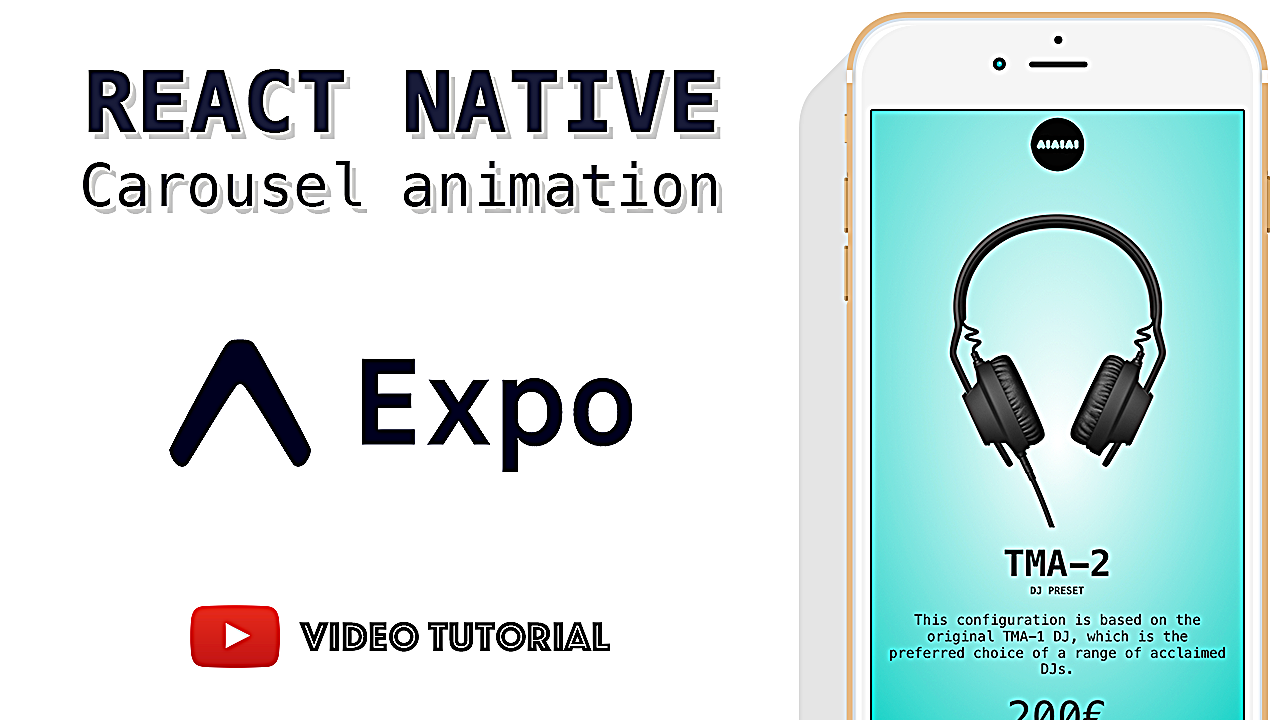 REACT NATIVE
Carousel animation
Expo
VIDEO TUTORIAL
AIAIAI
TMA-2
DJ PRESET
This configuration is based on the
original TMA-1 DJ, which is the
preferred choice of a range of acclaimed
DJs.
200€